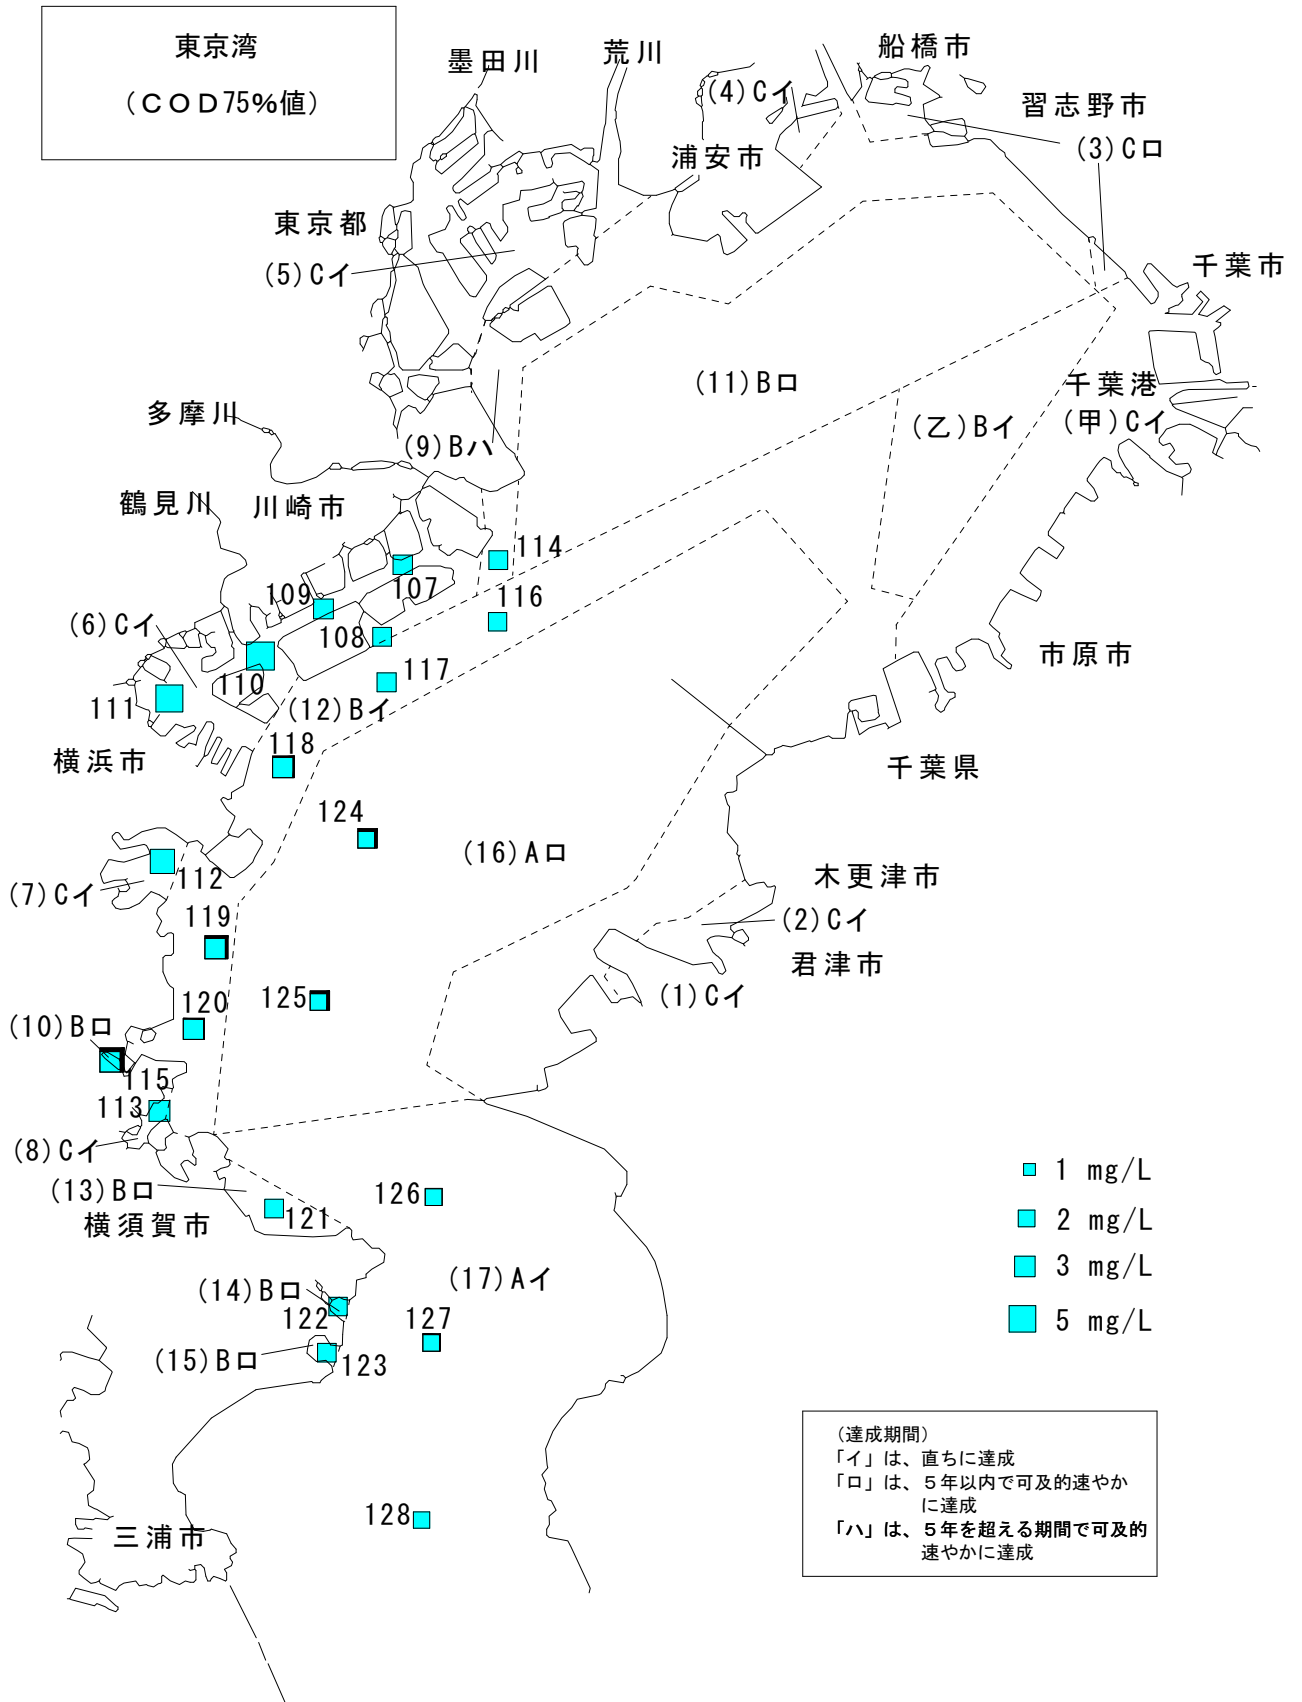 東京湾
（ＣＯＤ75%値）
墨田川
荒川
船橋市
(4)Cイ
習志野市
浦安市
(3)Cロ
東京都
(5)Cイ
千葉市
(11)Bロ
千葉港
(甲)Cイ
多摩川
(乙)Bイ
(9)Bハ
鶴見川
川崎市
114
107
109
116
(6)Cイ
108
市原市
110
117
111
(12)Bイ
118
横浜市
千葉県
124
(16)Aロ
112
木更津市
(7)Cイ
119
(2)Cイ
君津市
125
(1)Cイ
120
(10)Bロ
115
113
(8)Cイ
1 mg/L
(13)Bロ
126
横須賀市
121
2 mg/L
3 mg/L
(17)Aイ
(14)Bロ
122
5 mg/L
127
(15)Bロ
123
（達成期間）
「イ」は、直ちに達成
「ロ」は、５年以内で可及的速やか
に達成
「ハ」は、５年を超える期間で可及的
速やかに達成
128
三浦市